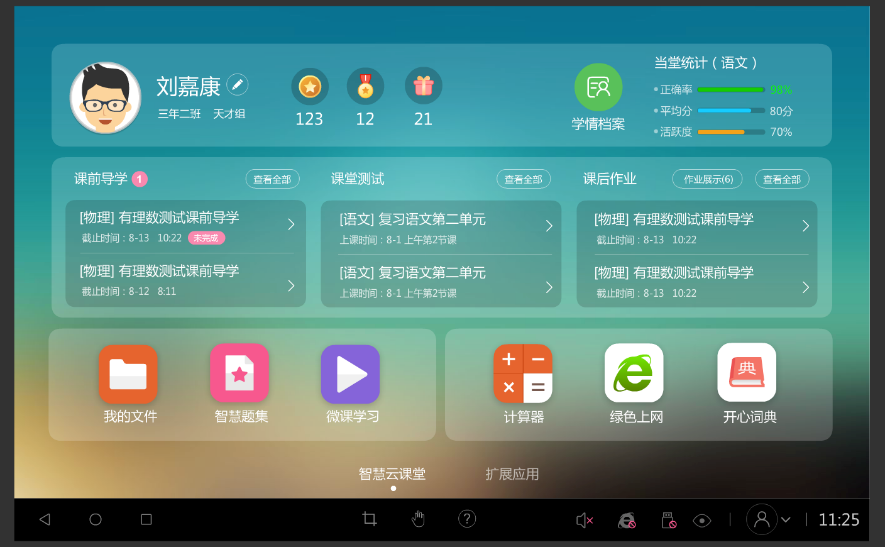 刘嘉康
三年二班 天才组
123
12
21
学情档案
当堂统计（语文）
正确率 98%
平均分 80分
活跃度 70%
课前导学 1 查看全部
[物理] 有理数测试课前导学
截止时间：8-13 10:22 未完成
[物理] 有理数测试课前导学
截止时间：8-12 8:11
课堂测试 查看全部
[语文] 复习语文第二单元
上课时间：8-1 上午第2节课
[语文] 复习语文第二单元
上课时间：8-1 上午第2节课
课后作业 作业展示(6) 查看全部
[物理] 有理数测试课前导学
截止时间：8-13 10:22
[物理] 有理数测试课前导学
截止时间：8-13 10:22
我的文件
智慧题集
微课学习
计算器
绿色上网
典
开心词典
智慧云课堂 扩展应用
11:25